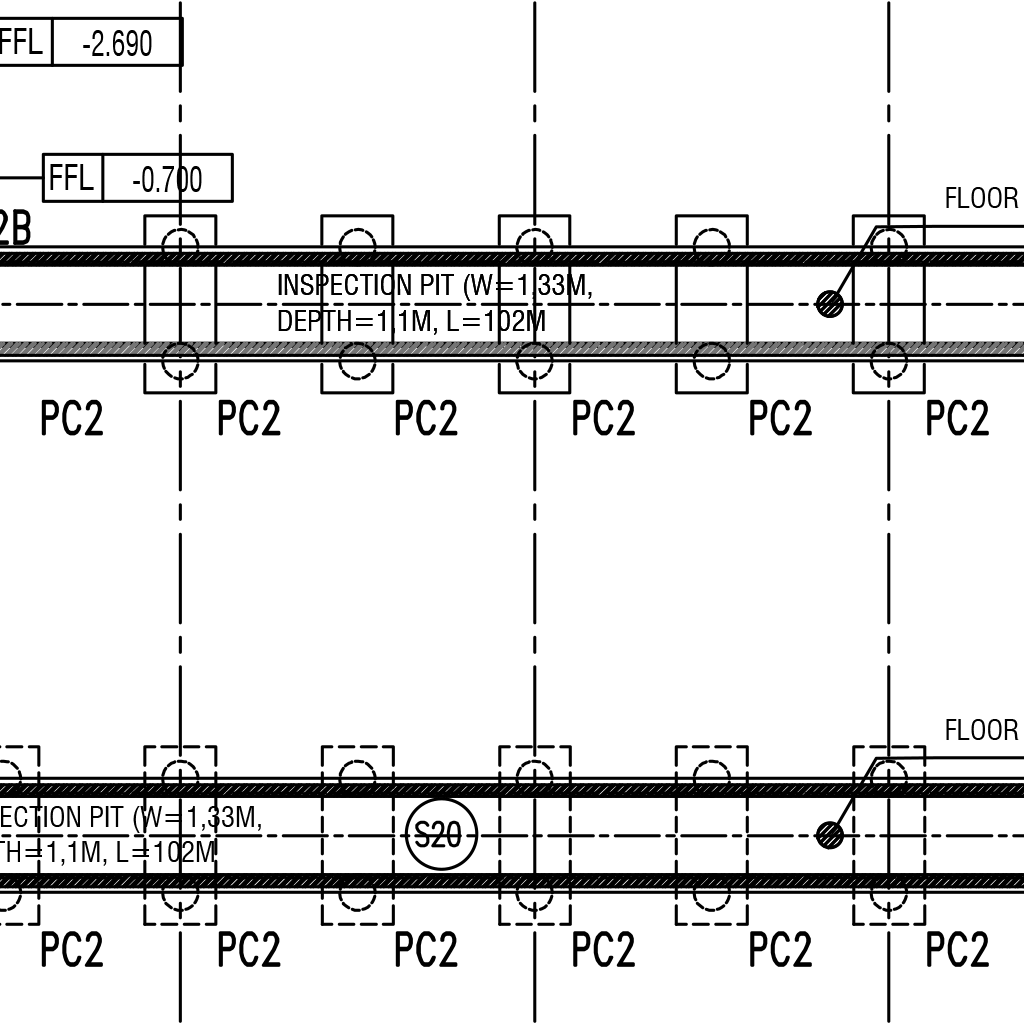 FFL -2.690
FFL -0.700
FLOOR
2B
INSPECTION PIT (W=1.33M,
DEPTH=1,1M, L=102M
PC2 PC2 PC2 PC2 PC2 PC2
FLOOR
ECTION PIT (W=1,33M,
TH=1,1M, L=102M
S20
PC2 PC2 PC2 PC2 PC2 PC2